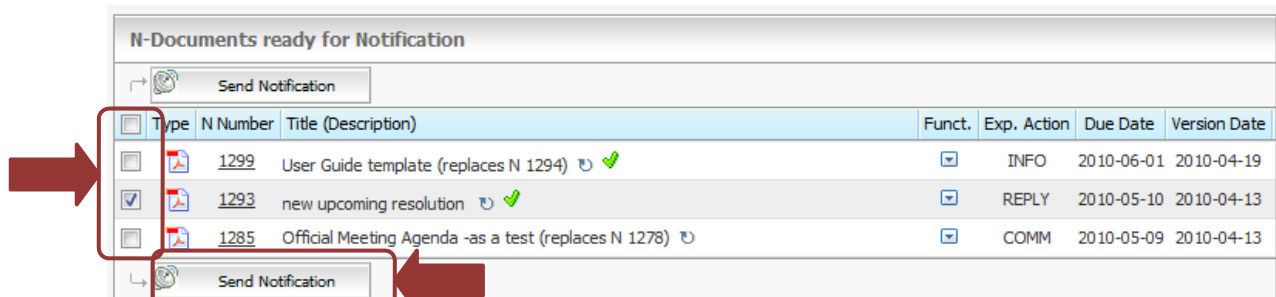 N-Documents ready for Notification
Send Notification
Type N Number Title (Description) Funct. Exp. Action Due Date Version Date
1299 User Guide template (replaces N 1294) INFO 2010-06-01 2010-04-19
1293 new upcoming resolution REPLY 2010-05-10 2010-04-13
1285 Official Meeting Agenda -as a test (replaces N 1278) COMM 2010-05-09 2010-04-13
Send Notification